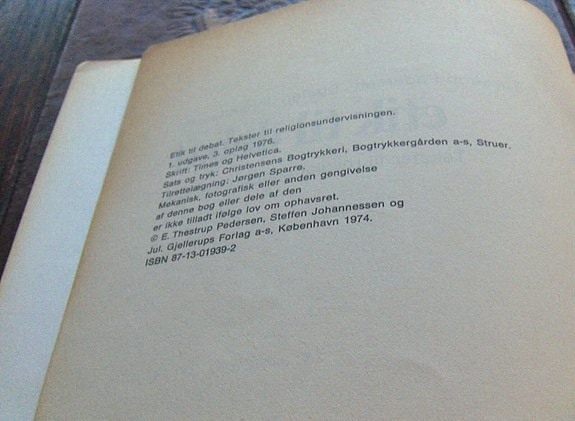 Etik til debat. Tekster til religionsundervisningen.
1. udgave, 3. oplag 1976.
Skrift: Times og Helvetica.
Sats og tryk: Christensens Bogtrykkeri, Bogtrykkergården a-s, Struer.
Tilrettelægning: Jørgen Sparre.
Mekanisk, fotografisk eller anden gengivelse
af denne bog eller dele af den
er ikke tilladt ifølge lov om ophavsret.
© E. Thestrup Pedersen, Steffen Johannessen og
Jul. Gjellerups Forlag a-s, København 1974.
ISBN 87-13-01939-2